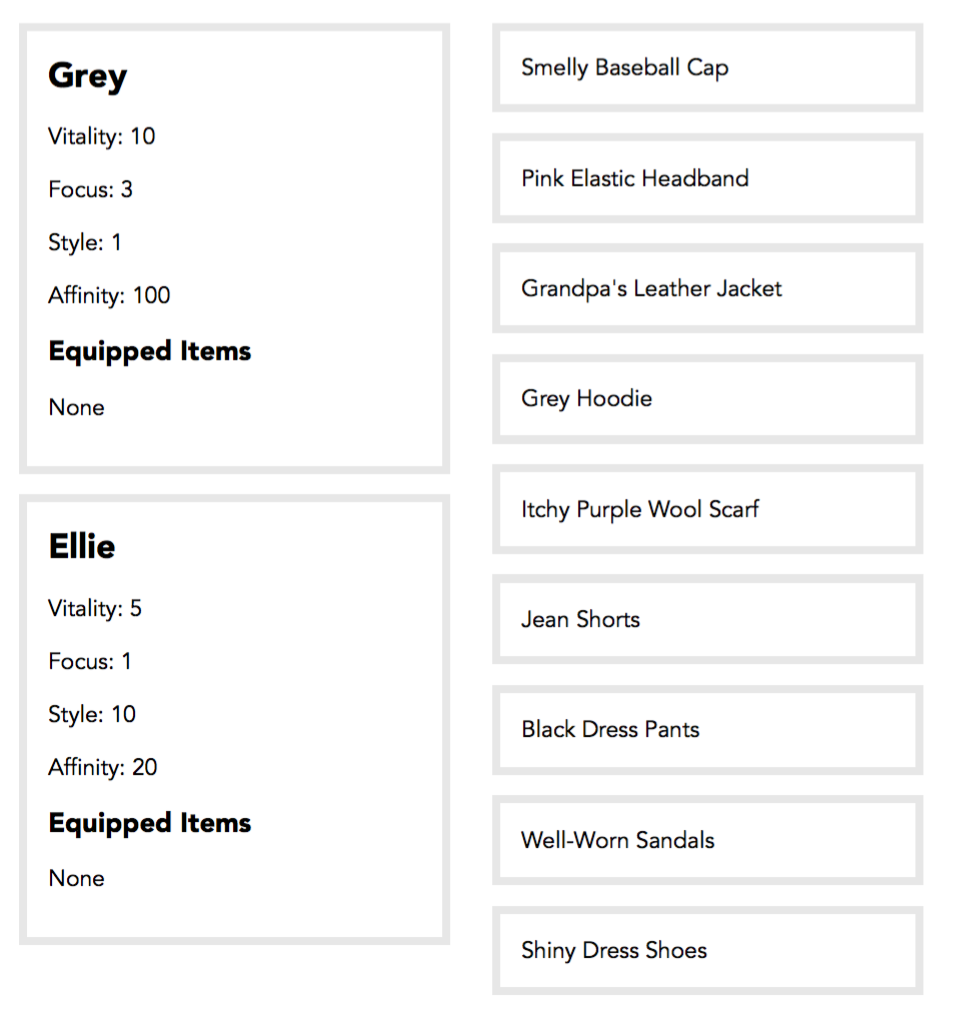 Grey
Vitality: 10
Focus: 3
Style: 1
Affinity: 100
Equipped Items
None
Ellie
Vitality: 5
Focus: 1
Style: 10
Affinity: 20
Equipped Items
None
Smelly Baseball Cap
Pink Elastic Headband
Grandpa's Leather Jacket
Grey Hoodie
Itchy Purple Wool Scarf
Jean Shorts
Black Dress Pants
Well-Worn Sandals
Shiny Dress Shoes